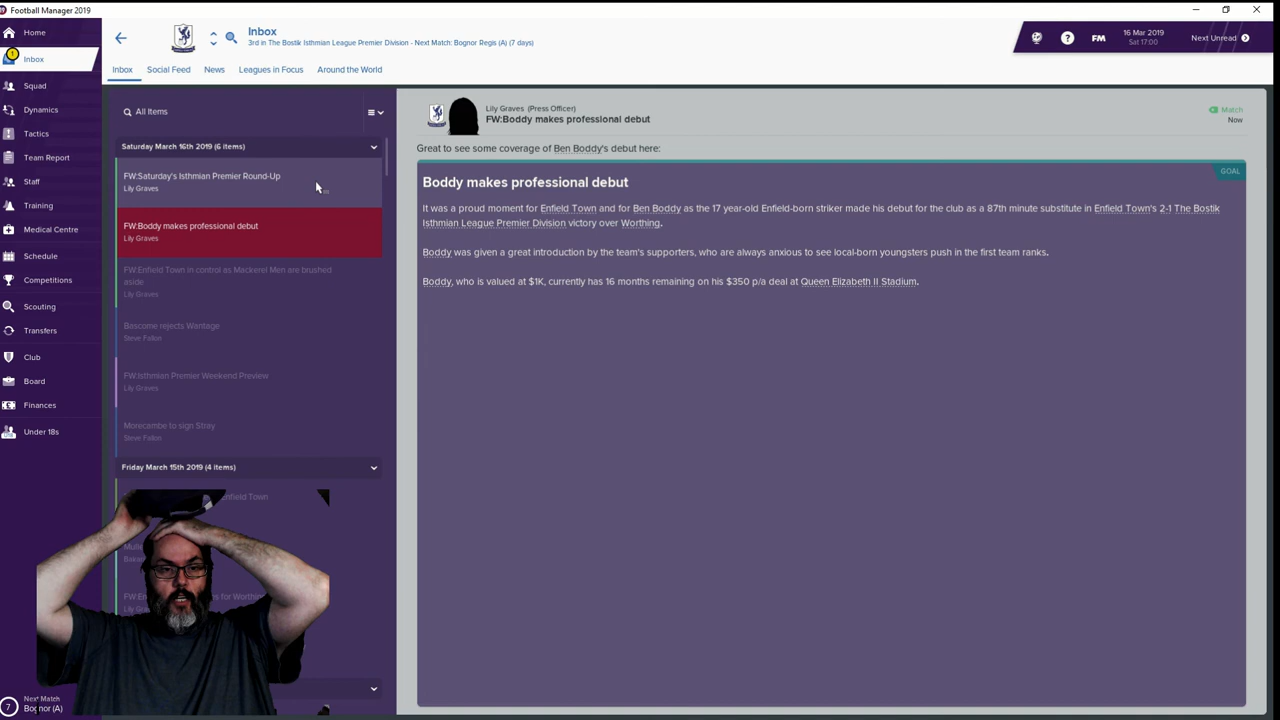 Football Manager 2019
Home
Inbox
Squad
Dynamics
Tactics
Team Report
Staff
Training
Medical Centre
Schedule
Competitions
Scouting
Transfers
Club
Board
Finances
Under 18s
Next Match
7
Bognor (A)
Inbox
3rd in The Bostik Isthmian League Premier Division - Next Match: Bognor Regis (A) (7 days)
FM
16 Mar 2019
Sat 17:00
Next Unread
Inbox Social Feed News Leagues in Focus Around the World
All Items
Saturday March 16th 2019 (6 items)
FW:Saturday's Isthmian Premier Round-Up
Lily Graves
FW:Boddy makes professional debut
Lily Graves
FW:Enfield Town in control as Mackerel Men are brushed
aside
Lily Graves
Bascome rejects Wantage
Steve Fallon
FW:Isthmian Premier Weekend Preview
Lily Graves
Morecambe to sign Stray
Steve Fallon
Friday March 15th 2019 (4 items)
nfield Town
s for Worthing
Lily Graves (Press Officer)
FW:Boddy makes professional debut
Match
Now
Great to see some coverage of Ben Boddy's debut here:
GOAL
Boddy makes professional debut
It was a proud moment for Enfield Town and for Ben Boddy as the 17 year-old Enfield-born striker made his debut for the club as a 87th minute substitute in Enfield Town's 2-1 The Bostik
Isthmian League Premier Division victory over Worthing.
Boddy was given a great introduction by the team's supporters, who are always anxious to see local-born youngsters push in the first team ranks.
Boddy, who is valued at $1K, currently has 16 months remaining on his $350 p/a deal at Queen Elizabeth II Stadium.